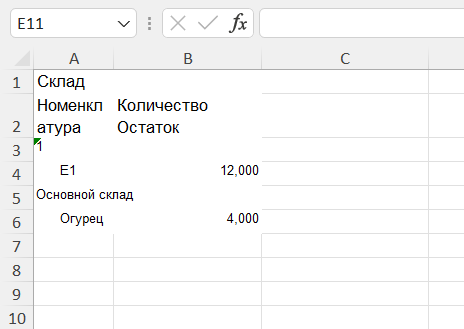 E11
fx
A B C
1 Склад
Номенкл Количество
2 атура Остаток
3 1
4 E1 12,000
5 Основной склад
6 Огурец 4,000
7
8
9
10